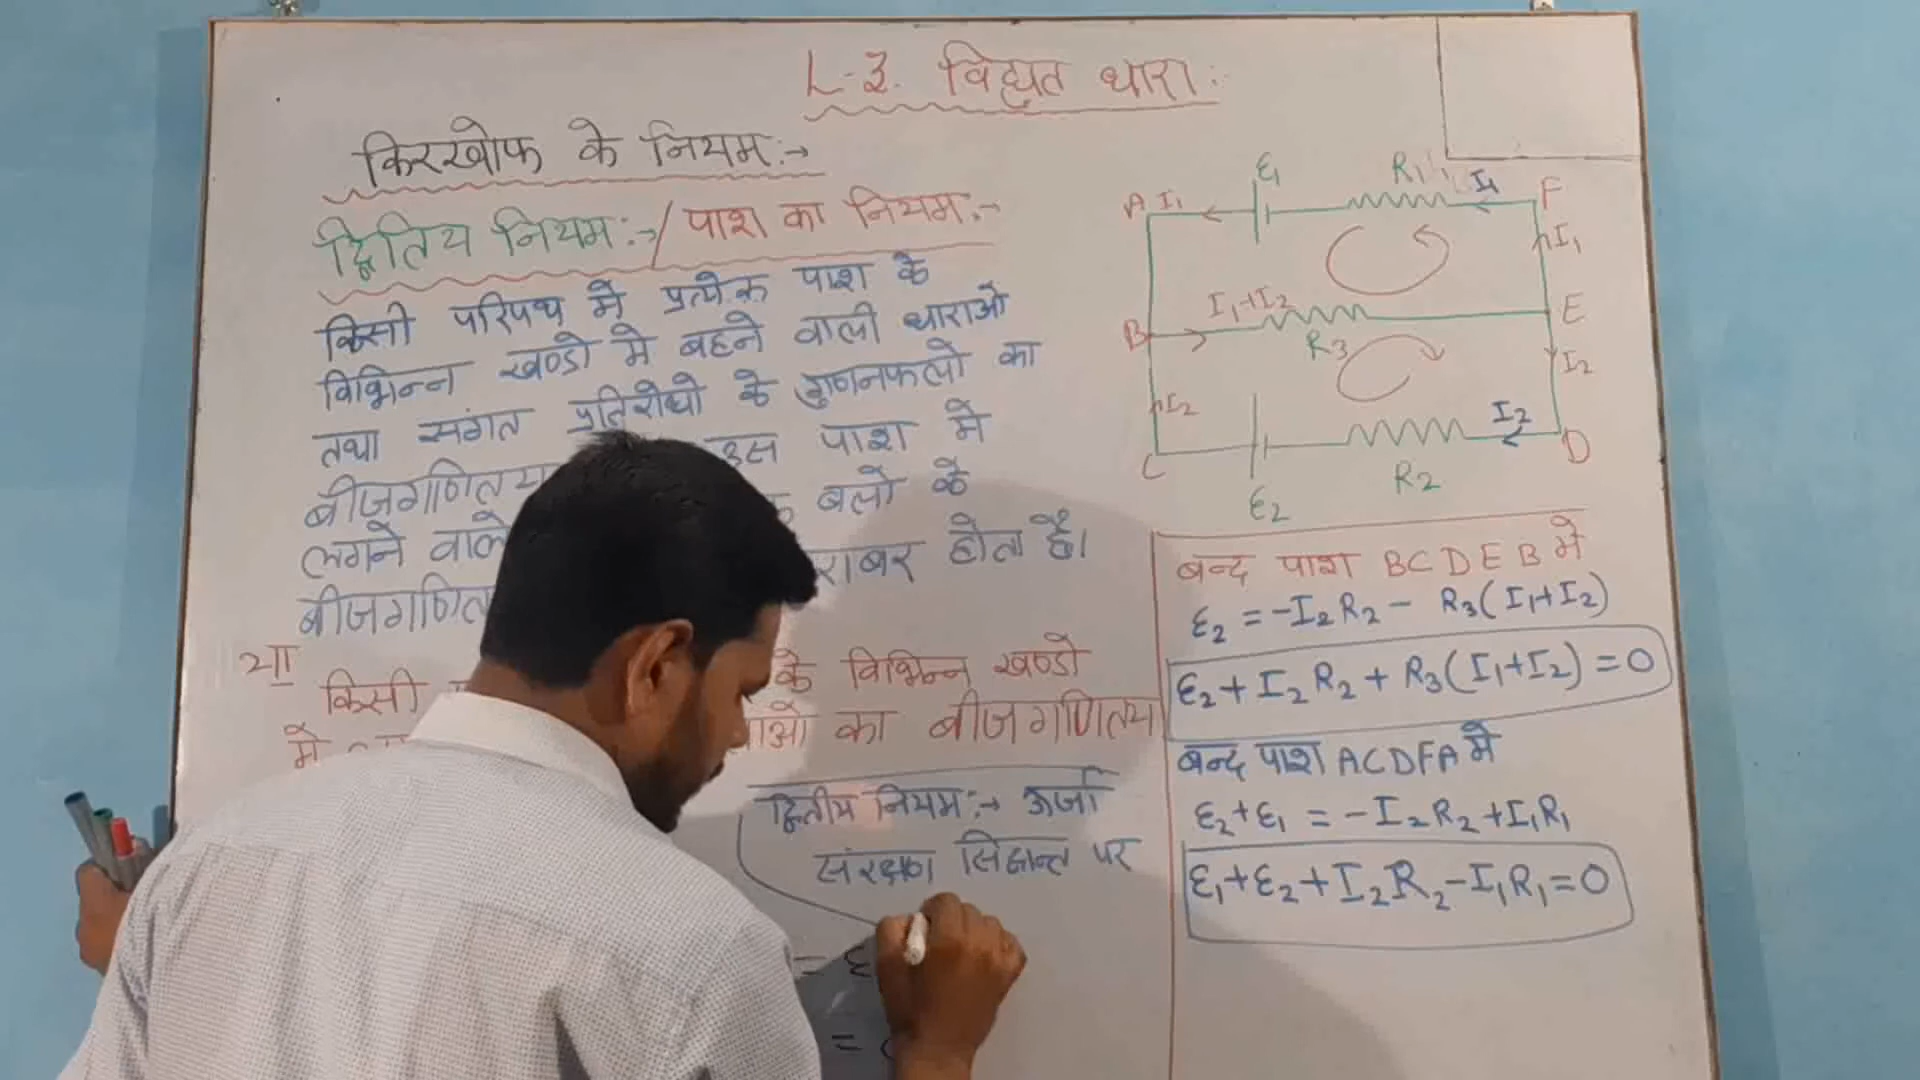 L-3. विद्युत धारा:
किरखोफ के नियम:→
द्वितिय नियम:→/पाश का नियम:-
किसी परिपथ में प्रत्येक पाश के
विभिन्न खण्डो मे बहने वाली धाराओ
तथा संगत प्रतिरोधो के गुणनफलो का
बीजगणितिय उस पाश में
लगने वाले बलो के
बीजगणित राबर होता है।
या
किसी के विभिन्न खण्डो
मे का बीजगणितिय
द्वितीय नियम:→ ऊर्जा
संरक्षण सिद्धान्त पर
= ε
=
ε1 R1 I1
A I1 F
I1
I1+I2 E
B R3
I2
I2 I2
C D
ε2 R2
बन्द पाश BCDEB में
ε2 = -I2R2 - R3(I1+I2)
ε2 + I2R2 + R3(I1+I2) = 0
बन्द पाश ACDFA में
ε2+ε1 = -I2R2+I1R1
ε1+ε2+I2R2-I1R1=0